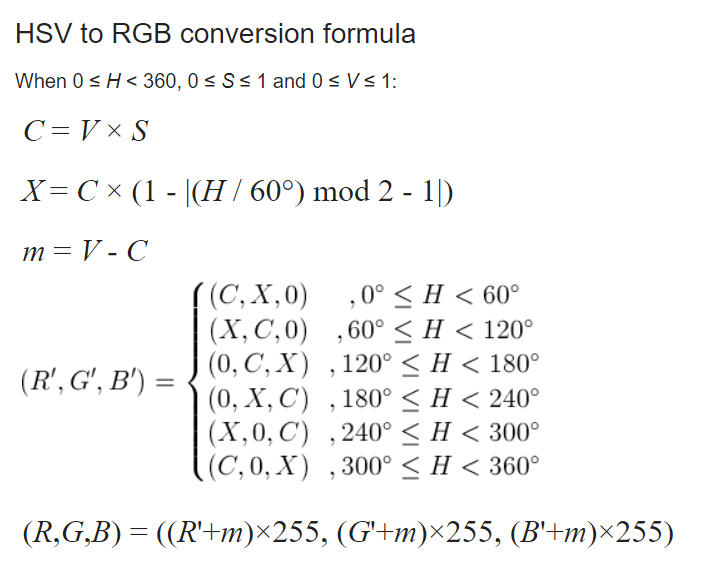 HSV to RGB conversion formula
When 0 ≤ H < 360, 0 ≤ S ≤ 1 and 0 ≤ V ≤ 1:
C = V × S
X = C × (1 - |(H / 60°) mod 2 - 1|)
m = V - C
(C, X, 0) , 0° ≤ H < 60°
(X, C, 0) , 60° ≤ H < 120°
(0, C, X) , 120° ≤ H < 180°
(R', G', B') = {
(0, X, C) , 180° ≤ H < 240°
(X, 0, C) , 240° ≤ H < 300°
(C, 0, X) , 300° ≤ H < 360°
(R,G,B) = ((R'+m)×255, (G'+m)×255, (B'+m)×255)